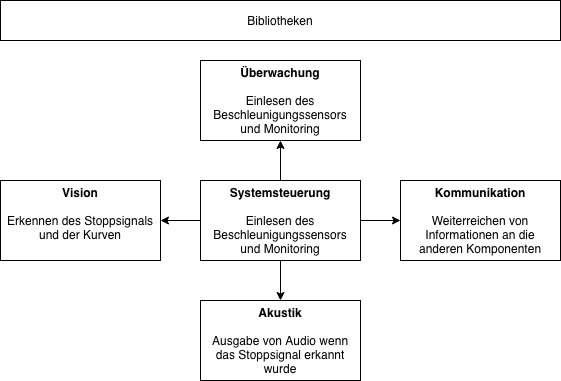 Bibliotheken
Überwachung
Einlesen des
Beschleunigungssensors
und Monitoring
Vision
Erkennen des Stoppsignals
und der Kurven
Systemsteuerung
Einlesen des
Beschleunigungssensors
und Monitoring
Kommunikation
Weiterreichen von
Informationen an die
anderen Komponenten
Akustik
Ausgabe von Audio wenn
das Stoppsignal erkannt
wurde